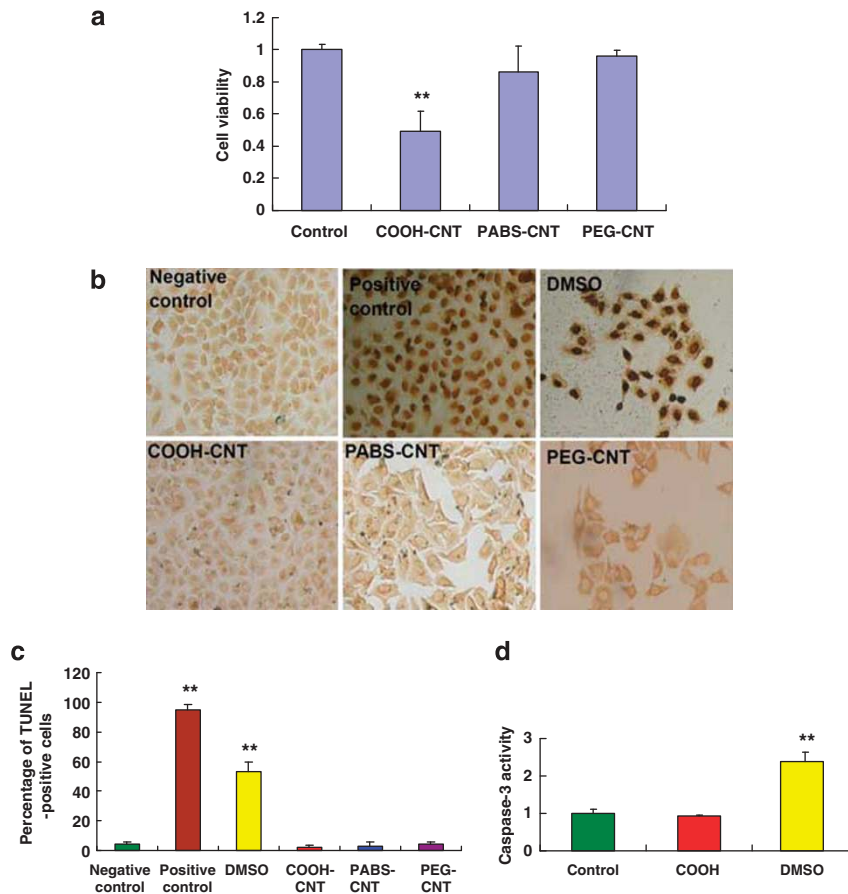 a
1.2
1
0.8
0.6
0.4
0.2
0
Cell viability
**
Control
COOH-CNT
PABS-CNT
PEG-CNT
b
Negative
control
Positive
control
DMSO
COOH-CNT
PABS-CNT
PEG-CNT
c
120
100
80
60
40
20
0
Percentage of TUNEL
-positive cells
**
**
Negative
control
Positive
control
DMSO
COOH-
CNT
PABS-
CNT
PEG-
CNT
d
3
2
1
0
Caspase-3 activity
**
Control
COOH
DMSO